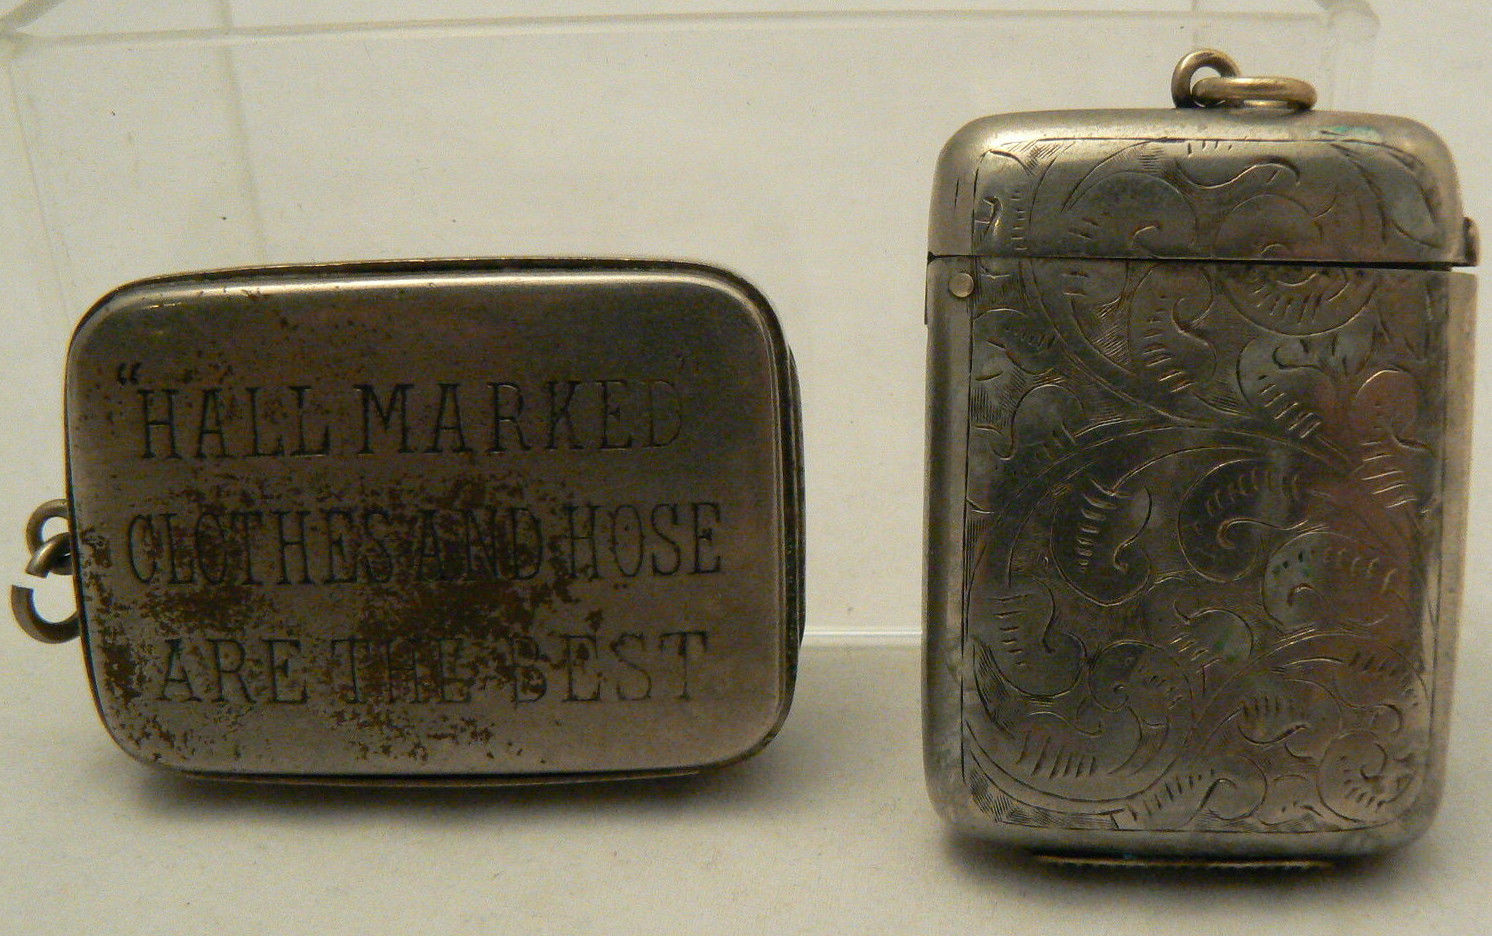 "HALL MARKED"
CLOTHES AND HOSE
ARE THE BEST